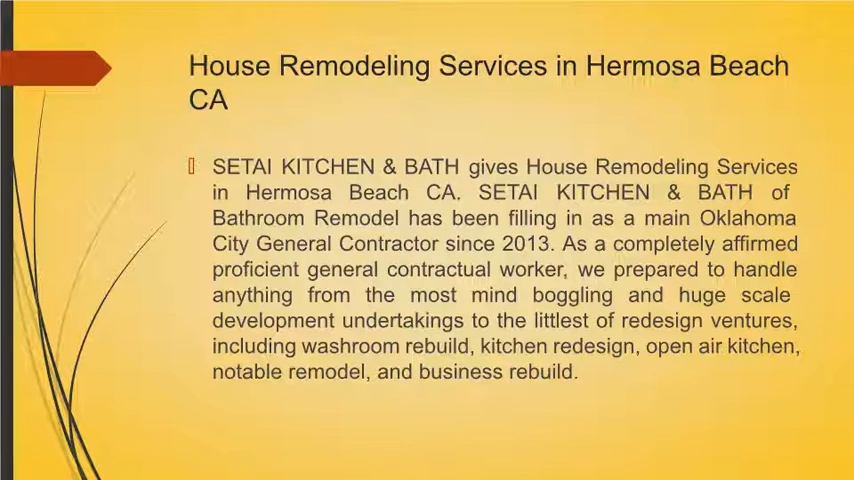 House Remodeling Services in Hermosa Beach
CA
SETAI KITCHEN & BATH gives House Remodeling Services
in Hermosa Beach CA. SETAI KITCHEN & BATH of
Bathroom Remodel has been filling in as a main Oklahoma
City General Contractor since 2013. As a completely affirmed
proficient general contractual worker, we prepared to handle
anything from the most mind boggling and huge scale
development undertakings to the littlest of redesign ventures,
including washroom rebuild, kitchen redesign, open air kitchen,
notable remodel, and business rebuild.